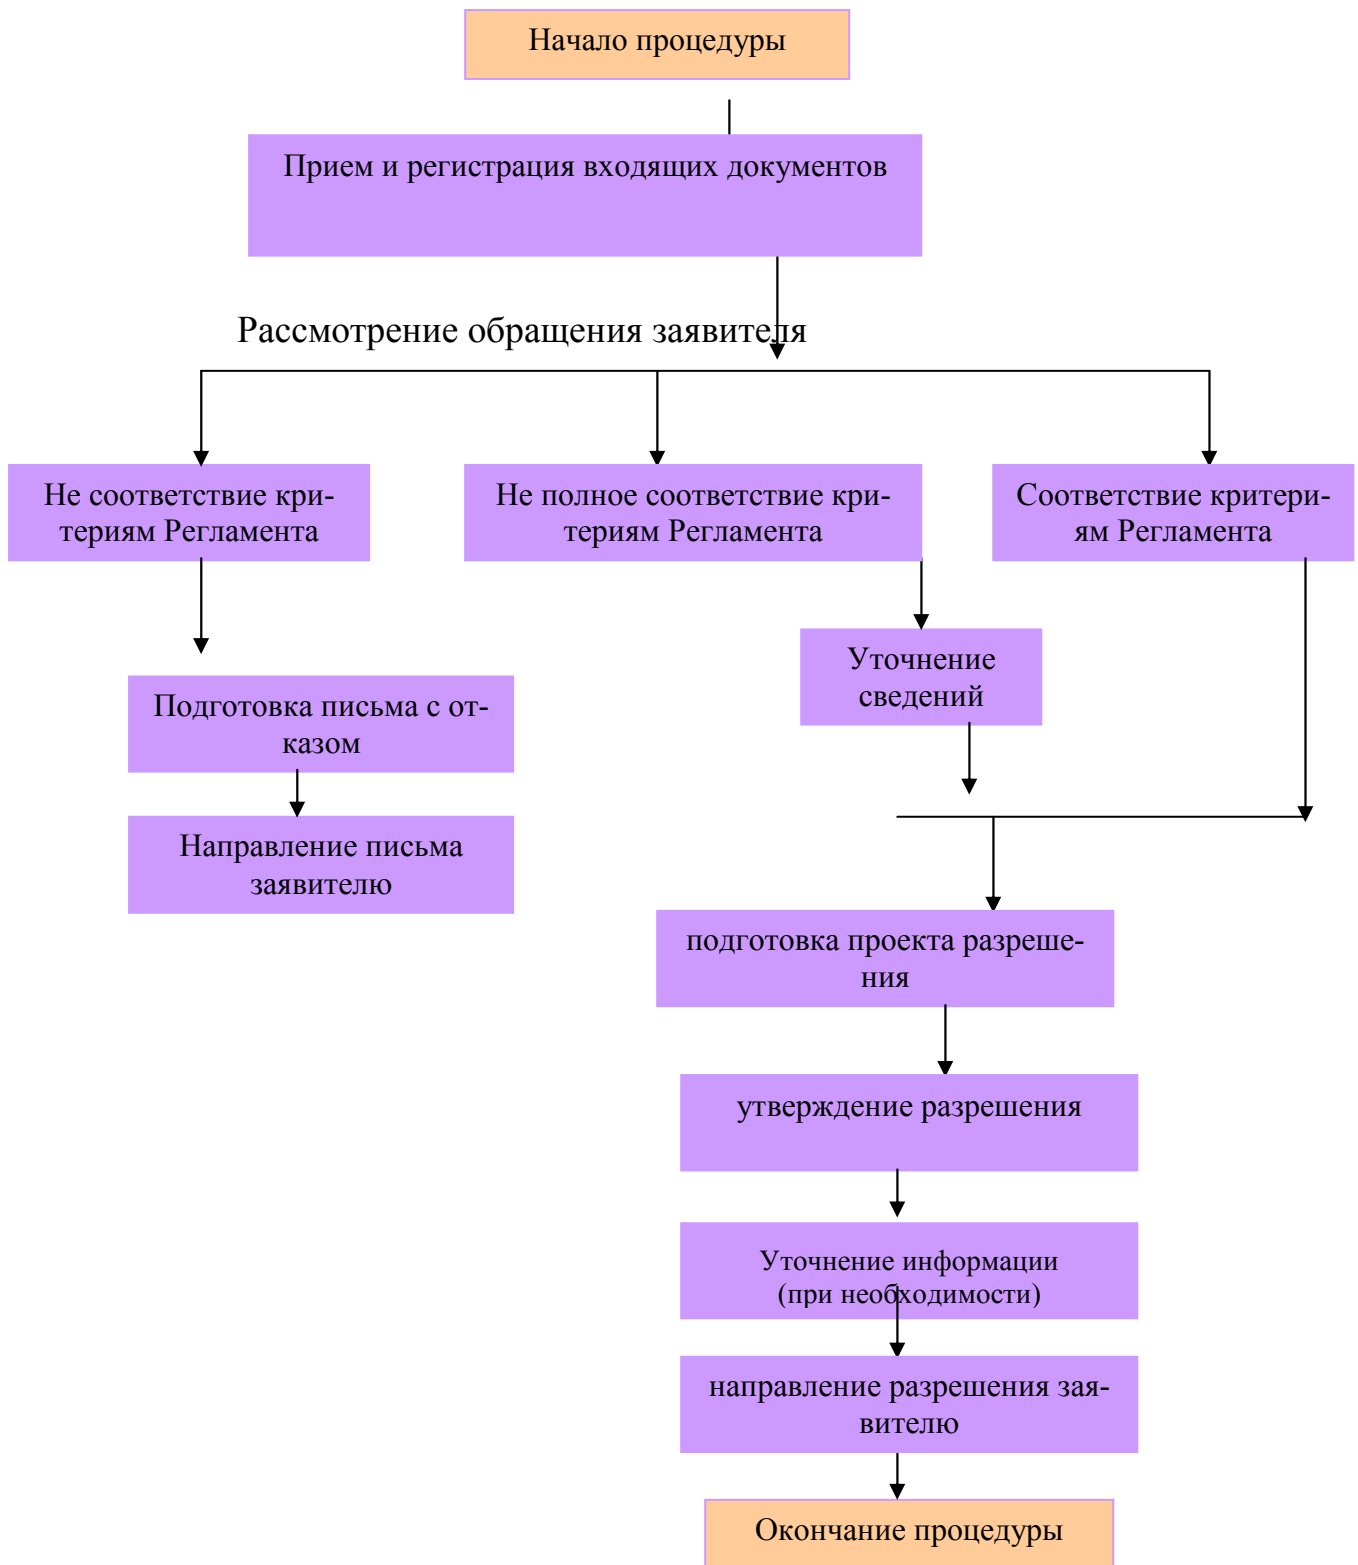 Начало процедуры
Прием и регистрация входящих документов
Рассмотрение обращения заявителя
Не соответствие кри-
териям Регламента
Не полное соответствие кри-
териям Регламента
Соответствие критери-
ям Регламента
Уточнение
сведений
Подготовка письма с от-
казом
Направление письма
заявителю
подготовка проекта разреше-
ния
утверждение разрешения
Уточнение информации
(при необходимости)
направление разрешения зая-
вителю
Окончание процедуры